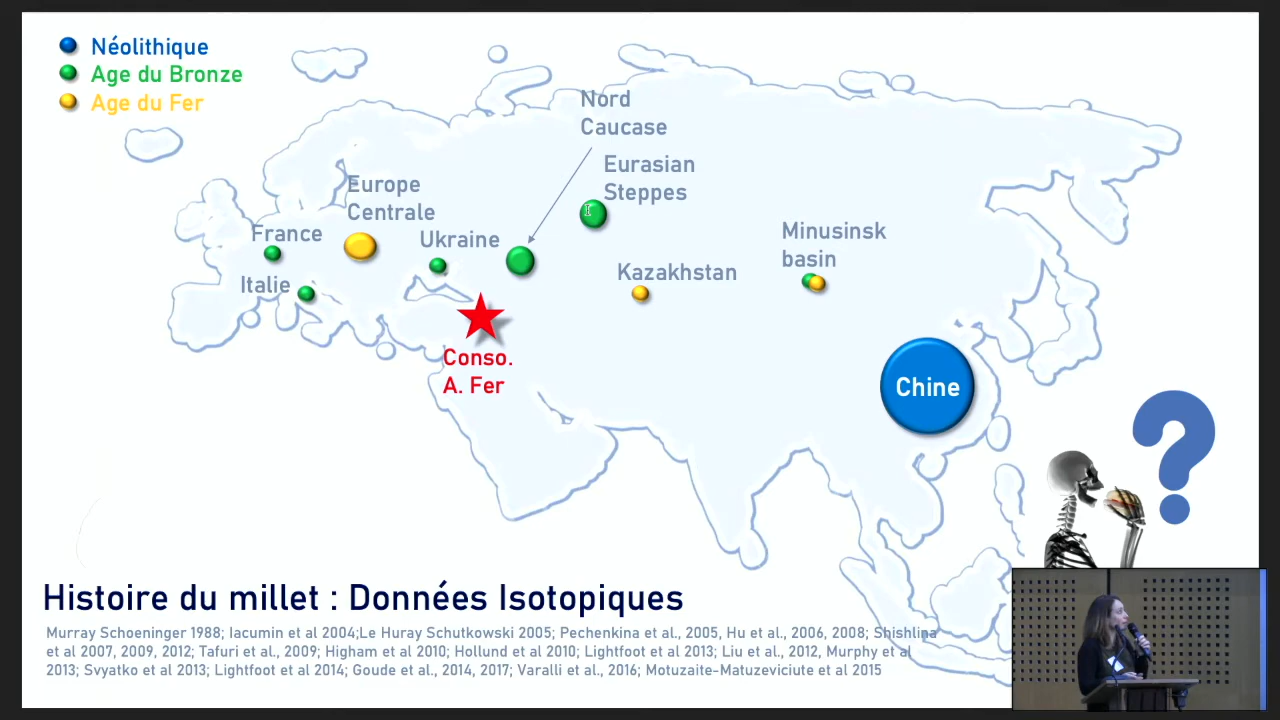 Néolithique
Age du Bronze
Age du Fer
Nord
Caucase
Eurasian
Steppes
Europe
Centrale
France
Ukraine
Italie
Kazakhstan
Minusinsk
basin
Conso.
A. Fer
Chine
?
Histoire du millet : Données Isotopiques
Murray Schoeninger 1988; Iacumin et al 2004;Le Huray Schutkowski 2005; Pechenkina et al., 2005, Hu et al., 2006, 2008; Shishlina
et al 2007, 2009, 2012; Tafuri et al., 2009; Higham et al 2010; Hollund et al 2010; Lightfoot et al 2013; Liu et al., 2012, Murphy et al
2013; Svyatko et al 2013; Lightfoot et al 2014; Goude et al., 2014, 2017; Varalli et al., 2016; Motuzaite-Matuzeviciute et al 2015